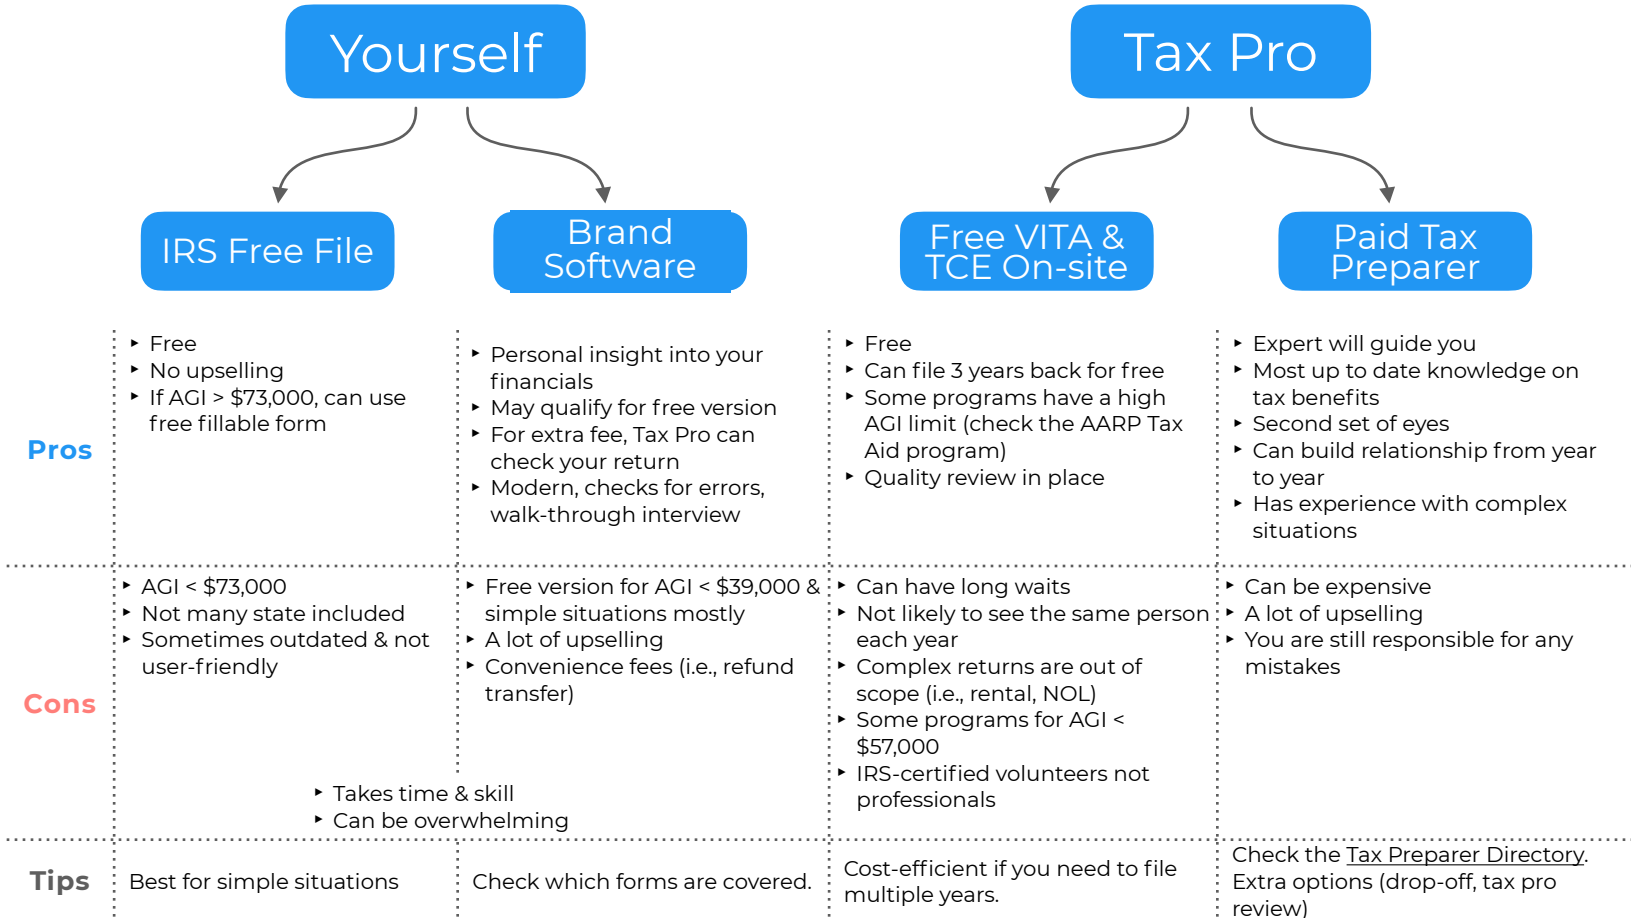 Yourself
Tax Pro
IRS Free File
Brand
Software
Free VITA &
TCE On-site
Paid Tax
Preparer
Pros
‣ Free
‣ No upselling
‣ If AGI > $73,000, can use
free fillable form
‣ Personal insight into your
financials
‣ May qualify for free version
‣ For extra fee, Tax Pro can
check your return
‣ Modern, checks for errors,
walk-through interview
‣ Free
‣ Can file 3 years back for free
‣ Some programs have a high
AGI limit (check the AARP Tax
Aid program)
‣ Quality review in place
‣ Expert will guide you
‣ Most up to date knowledge on
tax benefits
‣ Second set of eyes
‣ Can build relationship from year
to year
‣ Has experience with complex
situations
Cons
‣ AGI < $73,000
‣ Not many state included
‣ Sometimes outdated & not
user-friendly
‣ Free version for AGI < $39,000 &
simple situations mostly
‣ A lot of upselling
‣ Convenience fees (i.e., refund
transfer)
‣ Takes time & skill
‣ Can be overwhelming
‣ Can have long waits
‣ Not likely to see the same person
each year
‣ Complex returns are out of
scope (i.e., rental, NOL)
‣ Some programs for AGI <
$57,000
‣ IRS-certified volunteers not
professionals
‣ Can be expensive
‣ A lot of upselling
‣ You are still responsible for any
mistakes
Tips
Best for simple situations
Check which forms are covered.
Cost-efficient if you need to file
multiple years.
Check the Tax Preparer Directory.
Extra options (drop-off, tax pro
review)